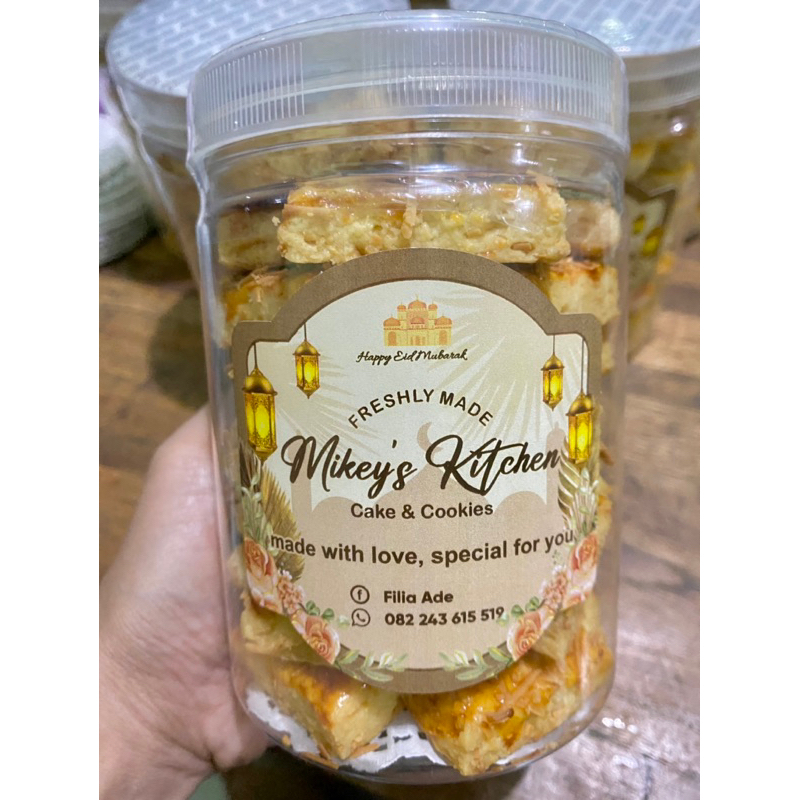 Happy Eid Mubarak
FRESHLY MADE
Mikey's Kitchen
Cake & Cookies
made with love, special for you
Filia Ade
082 243 615 519